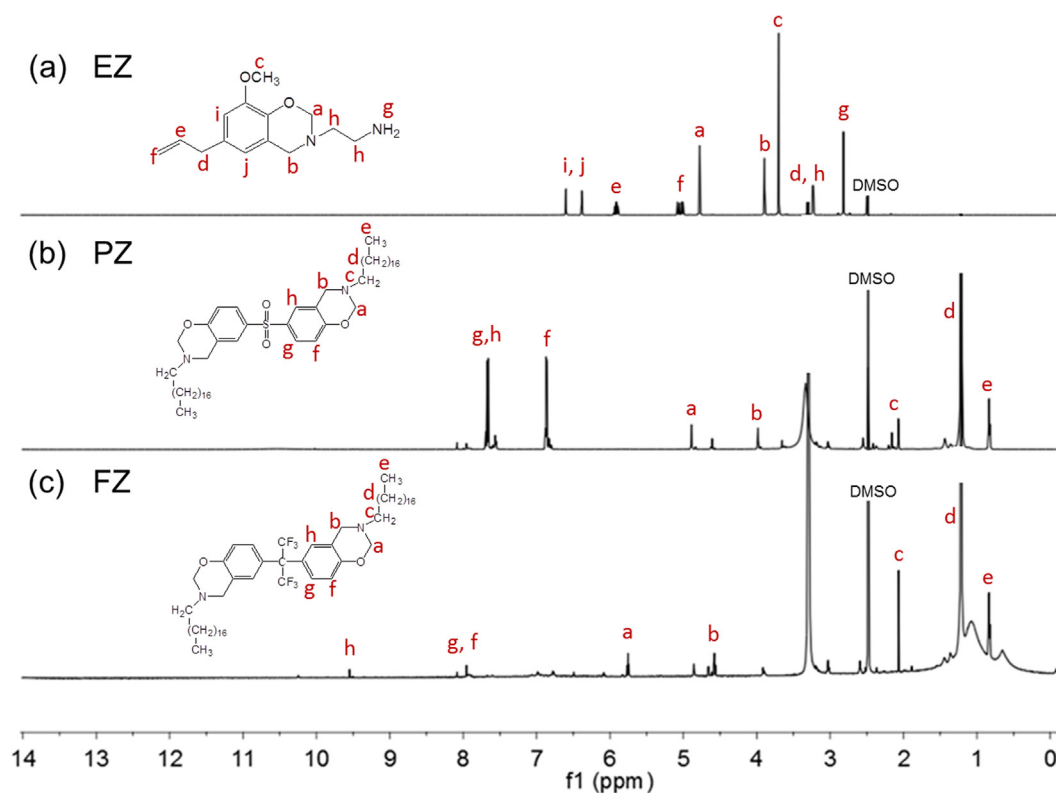 (a) EZ
c
OCH3
i
O
a
h
g
NH2
e
N
f
d
j
b
h
c
a
b
g
i, j
e
f
d, h
DMSO
(b) PZ
e
CH3
d
(CH2)16
c
CH2
b
N
h
a
O
O
S
O
O
g
f
N
H2C
(CH2)16
CH3
g,h
f
a
b
DMSO
c
d
e
(c) FZ
e
CH3
d
(CH2)16
c
CH2
b
N
h
a
CF3
O
O
CF3
g
f
N
H2C
(CH2)16
CH3
h
g, f
a
b
DMSO
c
d
e
14 13 12 11 10 9 8 7 6 5 4 3 2 1 0
f1 (ppm)